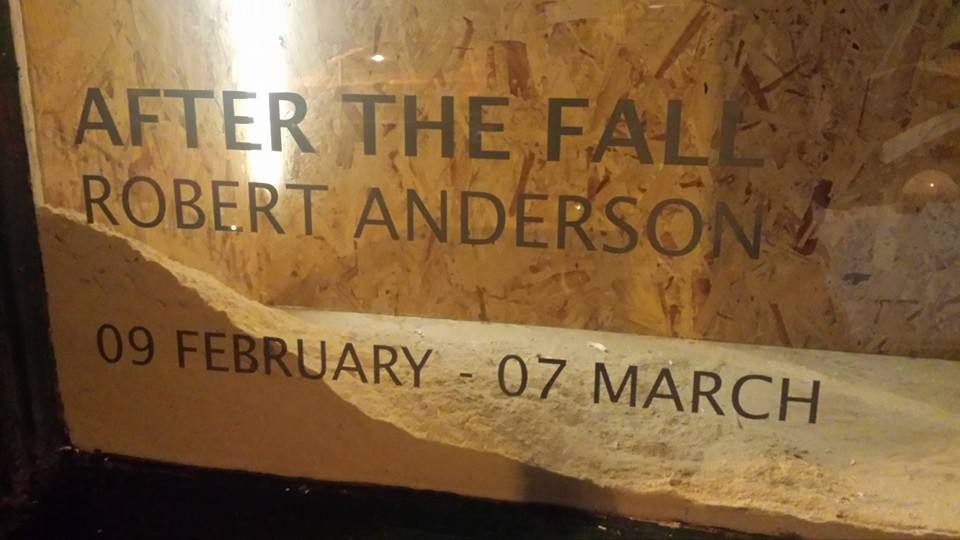 AFTER THE FALL
ROBERT ANDERSON
09 FEBRUARY - 07 MARCH